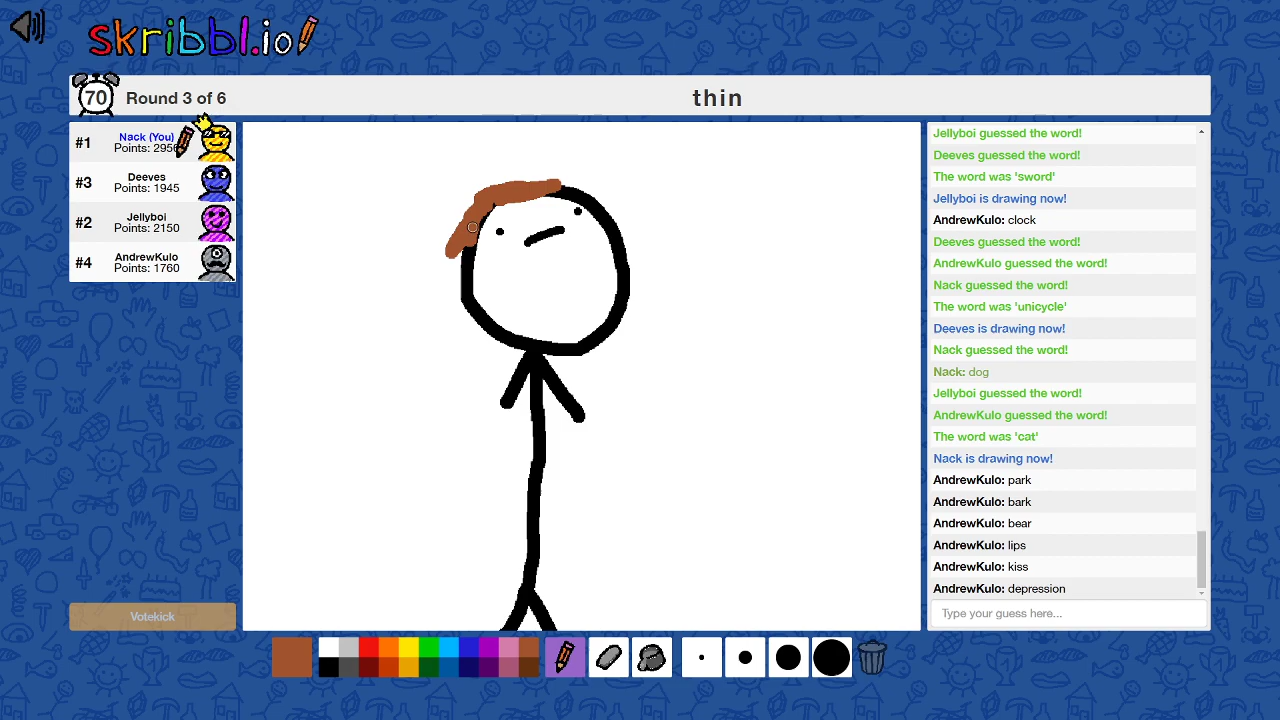 skribbl.io
70 Round 3 of 6 thin
#1 Nack (You)
Points: 2956
#3 Deeves
Points: 1945
#2 Jellyboi
Points: 2150
#4 AndrewKulo
Points: 1760
Votekick
Jellyboi guessed the word!
Deeves guessed the word!
The word was 'sword'
Jellyboi is drawing now!
AndrewKulo: clock
Deeves guessed the word!
AndrewKulo guessed the word!
Nack guessed the word!
The word was 'unicycle'
Deeves is drawing now!
Nack guessed the word!
Nack: dog
Jellyboi guessed the word!
AndrewKulo guessed the word!
The word was 'cat'
Nack is drawing now!
AndrewKulo: park
AndrewKulo: bark
AndrewKulo: bear
AndrewKulo: lips
AndrewKulo: kiss
AndrewKulo: depression
Type your guess here...